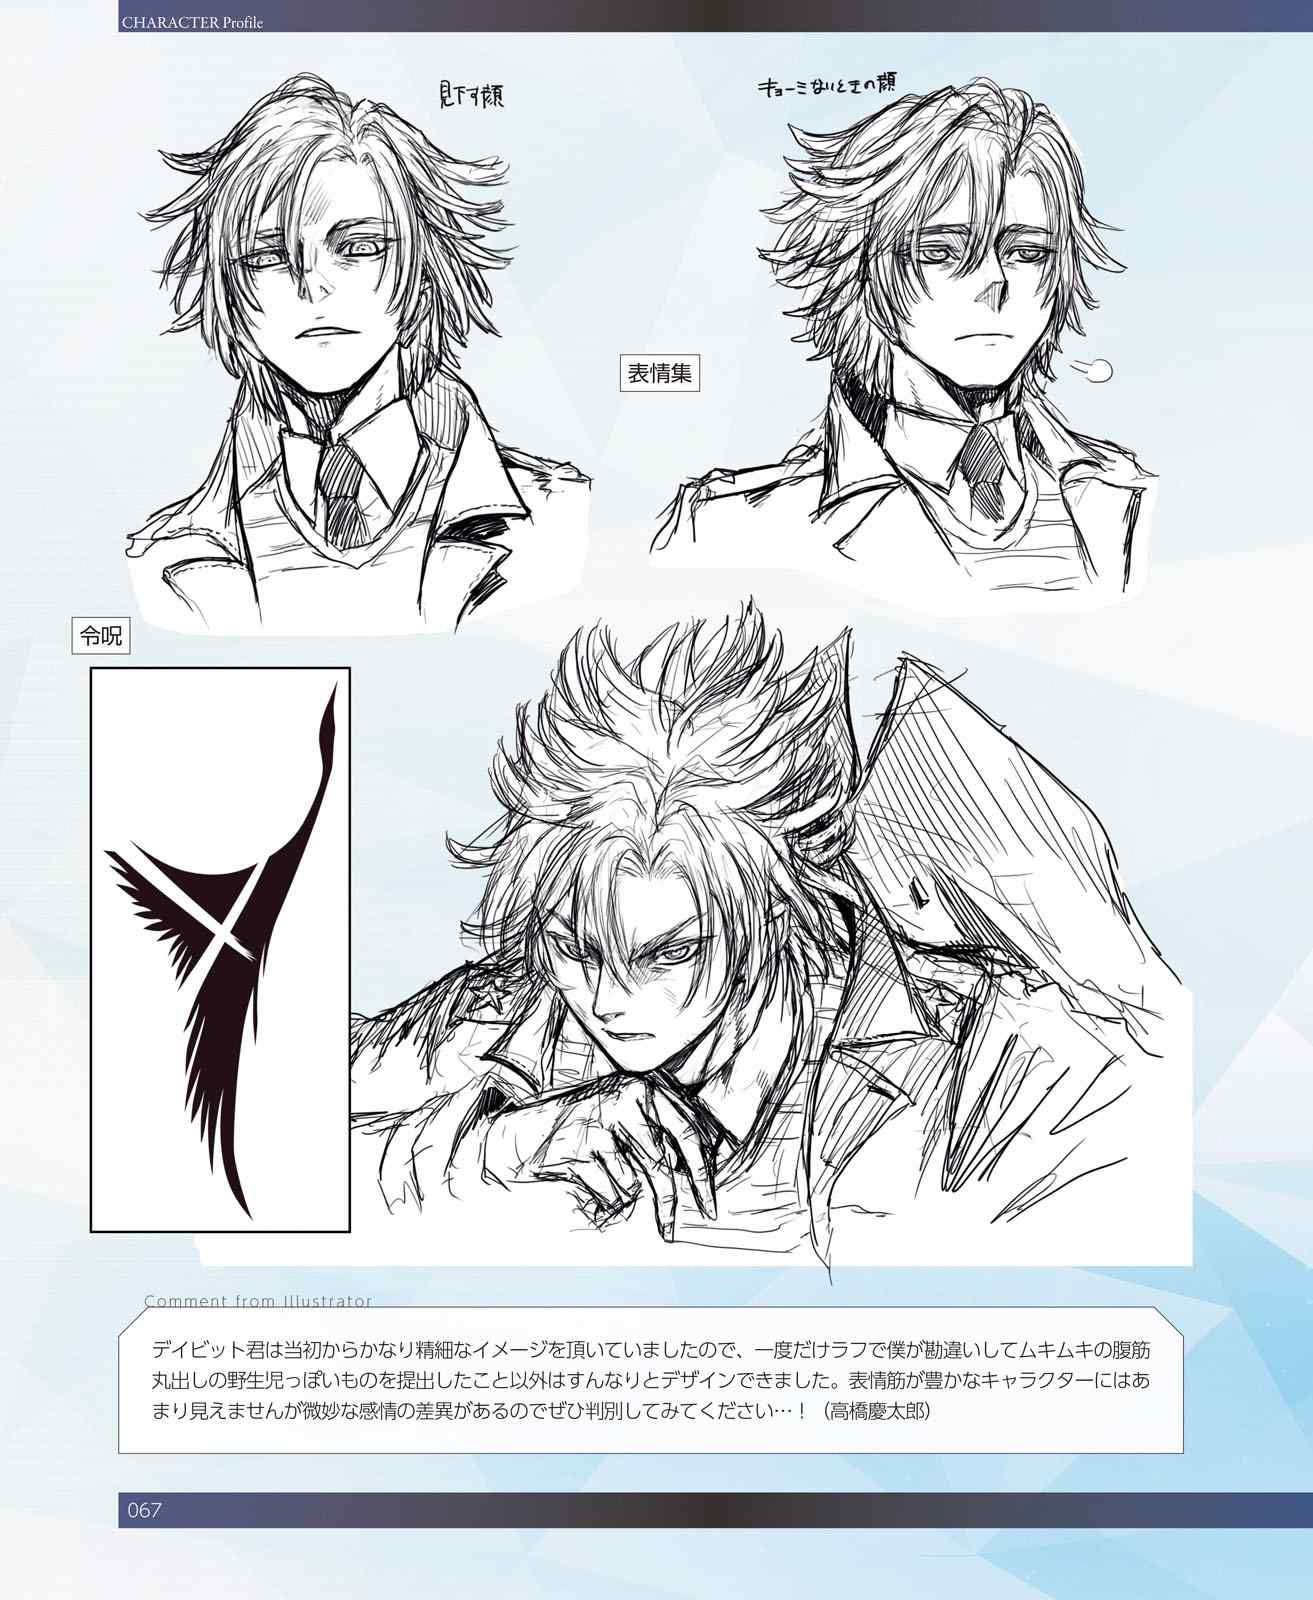 CHARACTER Profile
見下す顔
キョーミないときの顔
表情集
令呪
Comment from Illustrator
デイビット君は当初からかなり精細なイメージを頂いていましたので、一度だけラフで僕が勘違いしてムキムキの腹筋
丸出しの野生児っぽいものを提出したこと以外はすんなりとデザインできました。表情筋が豊かなキャラクターにはあ
まり見えませんが微妙な感情の差異があるのでぜひ判別してみてください…！（高橋慶太郎）
067